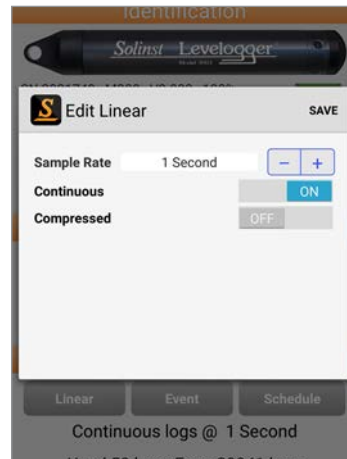 Identification
Solinst Levelogger
S Edit Linear SAVE
Sample Rate 1 Second - +
Continuous ON
Compressed OFF
Linear Event Schedule
Continuous logs @ 1 Second